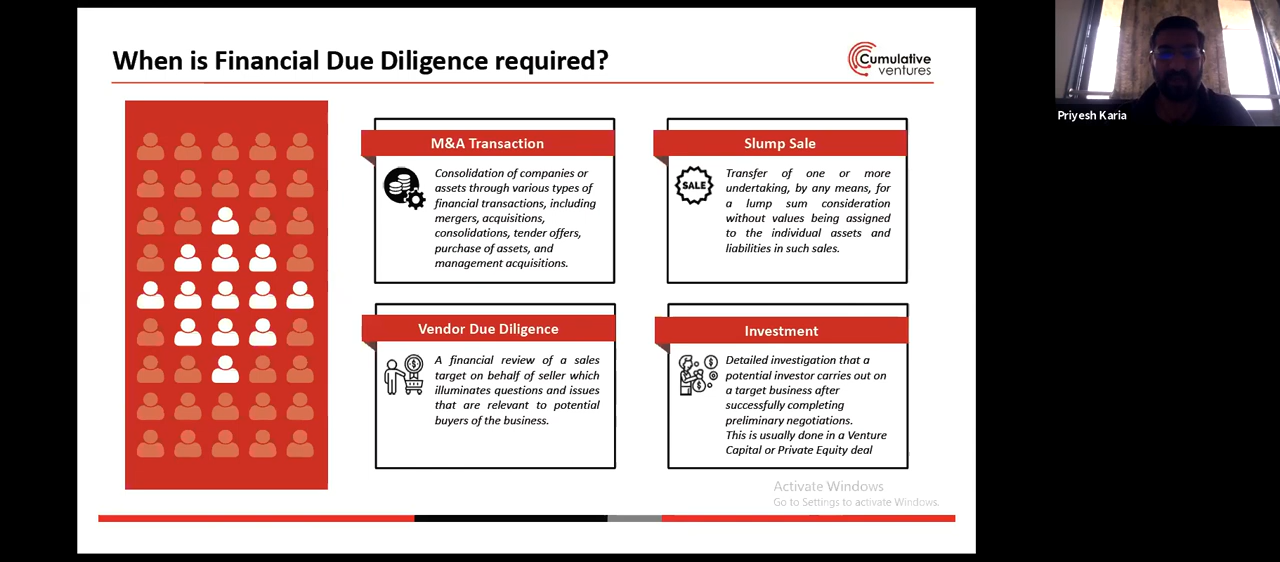 When is Financial Due Diligence required?
Cumulative
ventures
Priyesh Karia
M&A Transaction
Consolidation of companies or
assets through various types of
financial transactions, including
mergers, acquisitions,
consolidations, tender offers,
purchase of assets, and
management acquisitions.
Slump Sale
SALE
Transfer of one or more
undertaking, by any means, for
a lump sum consideration
without values being assigned
to the individual assets and
liabilities in such sales.
Vendor Due Diligence
A financial review of a sales
target on behalf of seller which
illuminates questions and issues
that are relevant to potential
buyers of the business.
Investment
Detailed investigation that a
potential investor carries out on
a target business after
successfully completing
preliminary negotiations.
This is usually done in a Venture
Capital or Private Equity deal
Activate Windows
Go to Settings to activate Windows.